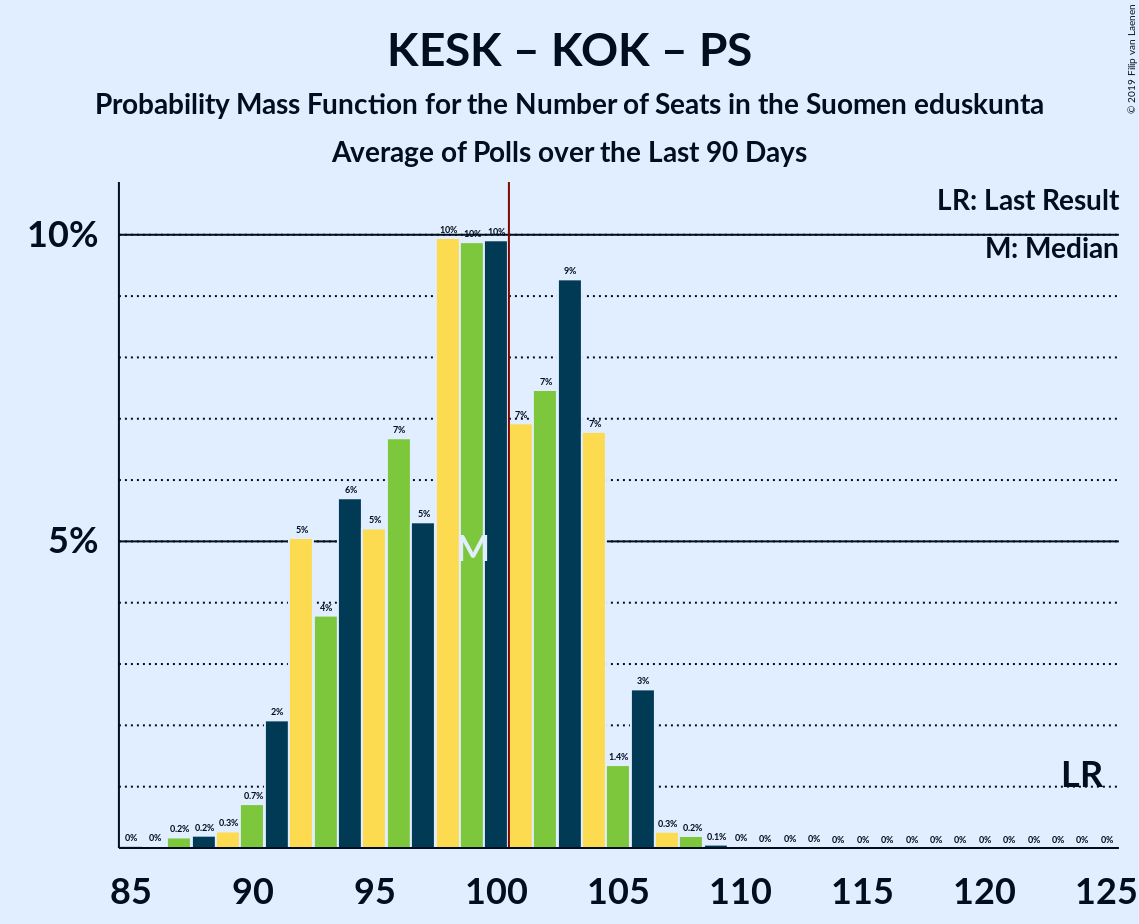 KESK – KOK – PS
Probability Mass Function for the Number of Seats in the Suomen eduskunta
Average of Polls over the Last 90 Days
© 2019 Filip van Laenen
LR: Last Result
M: Median
10%
5%
0% 0% 0.2% 0.2% 0.3% 0.7% 2% 5% 4% 6% 5% 7% 5% 10% 10% 10% 7% 7% 9% 7% 1.4% 3% 0.3% 0.2% 0.1% 0% 0% 0% 0% 0% 0% 0% 0% 0% 0% 0% 0% 0% 0% 0% 0%
M
LR
85 90 95 100 105 110 115 120 125